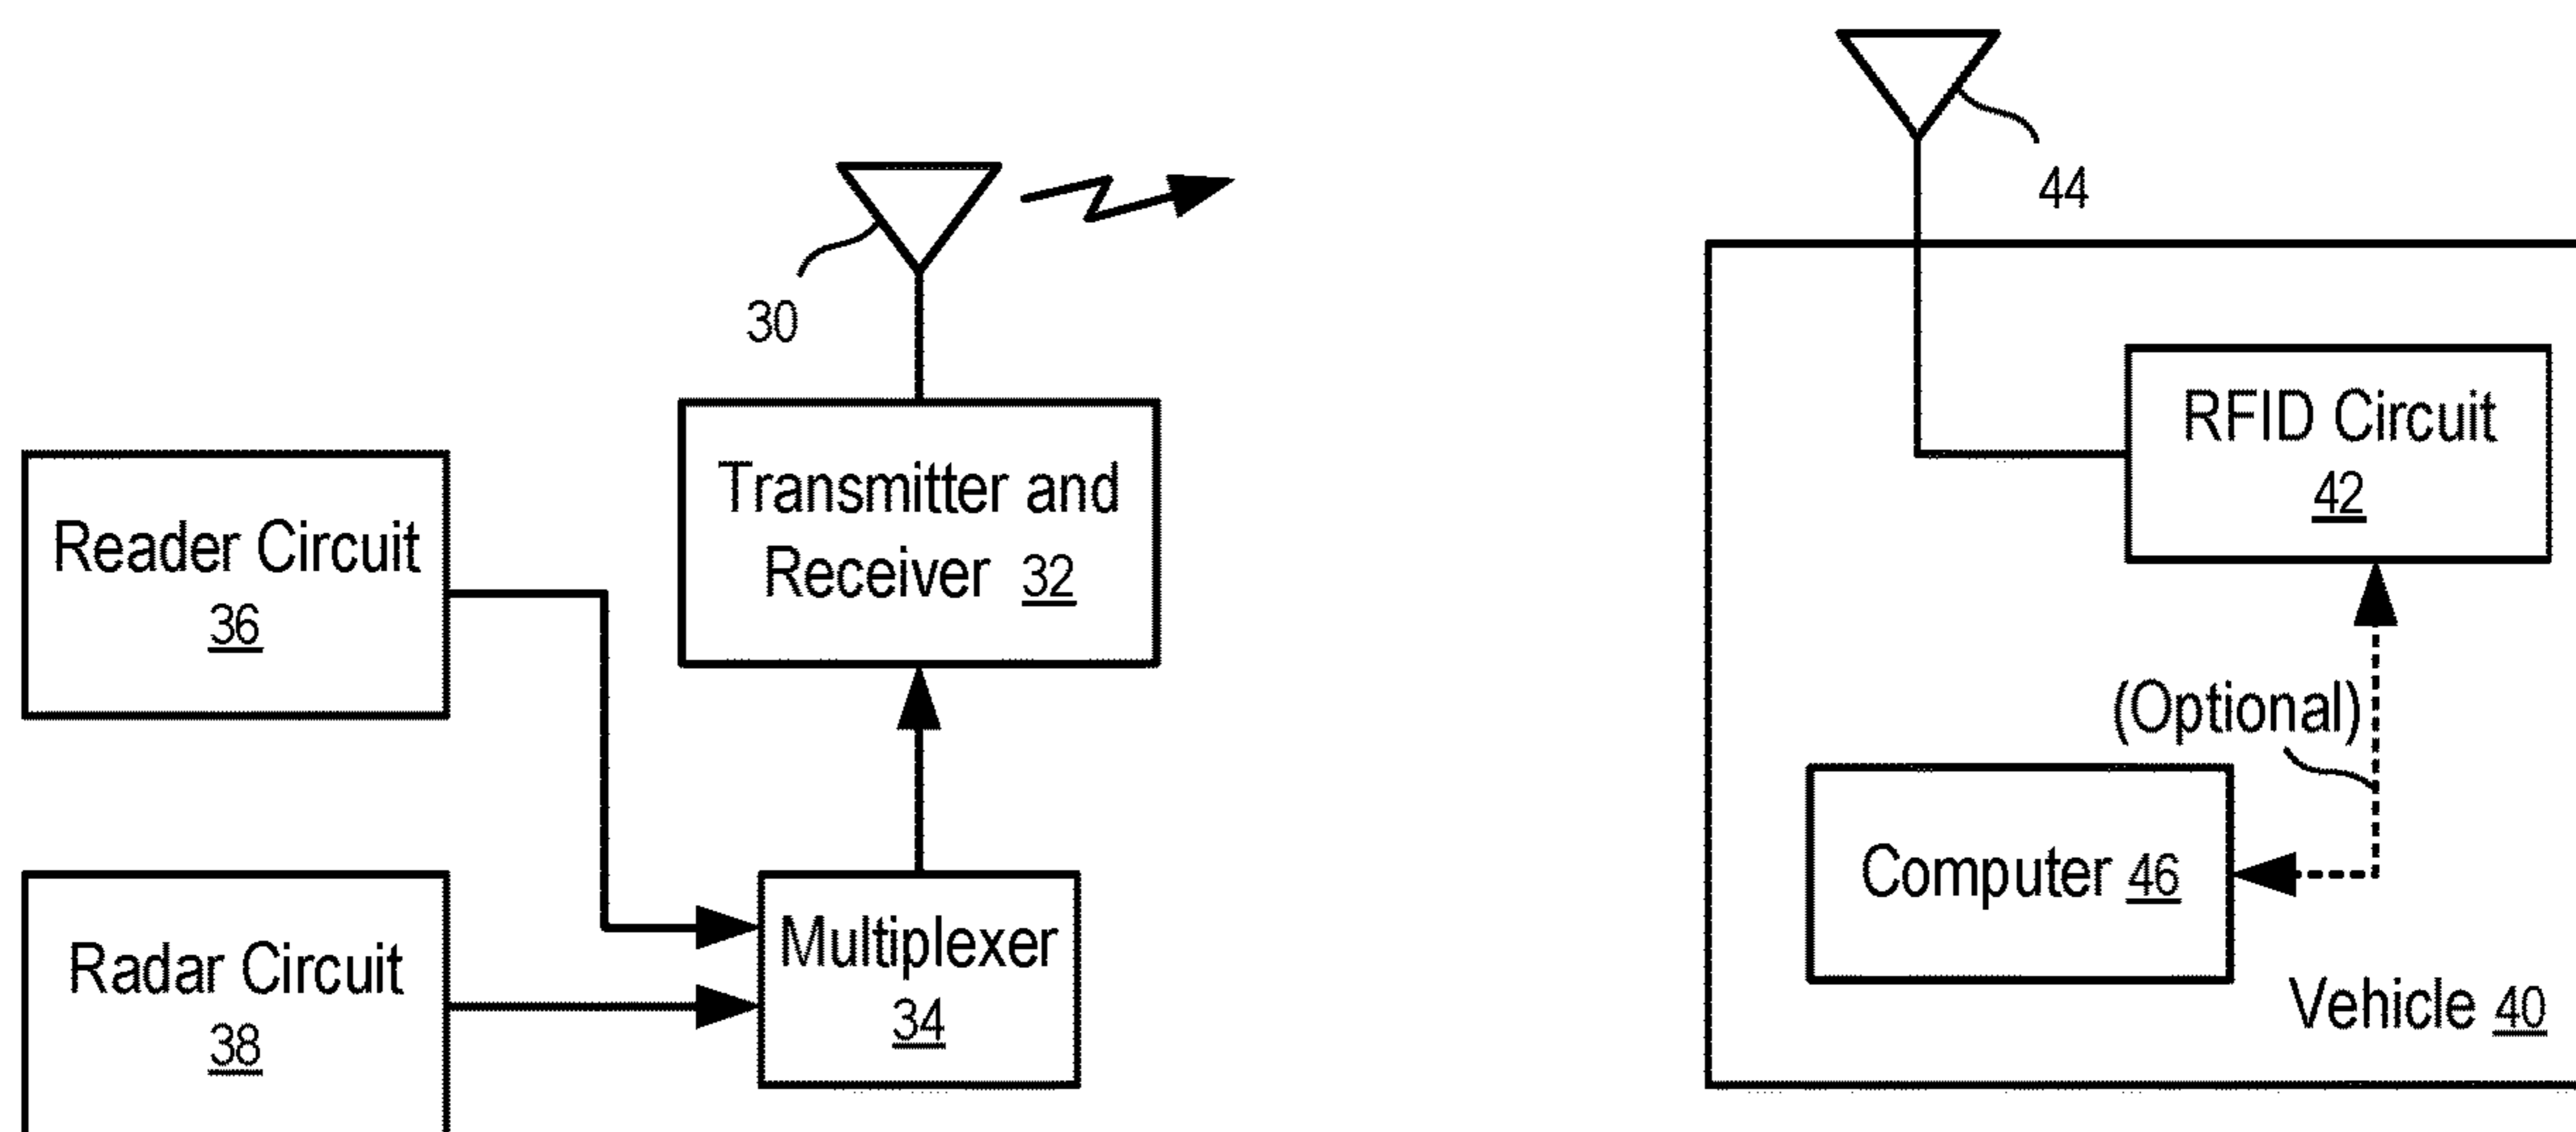 44
30
Transmitter and
Receiver 32
Reader Circuit
36
Radar Circuit
38
Multiplexer
34
RFID Circuit
42
(Optional)
Computer 46
Vehicle 40